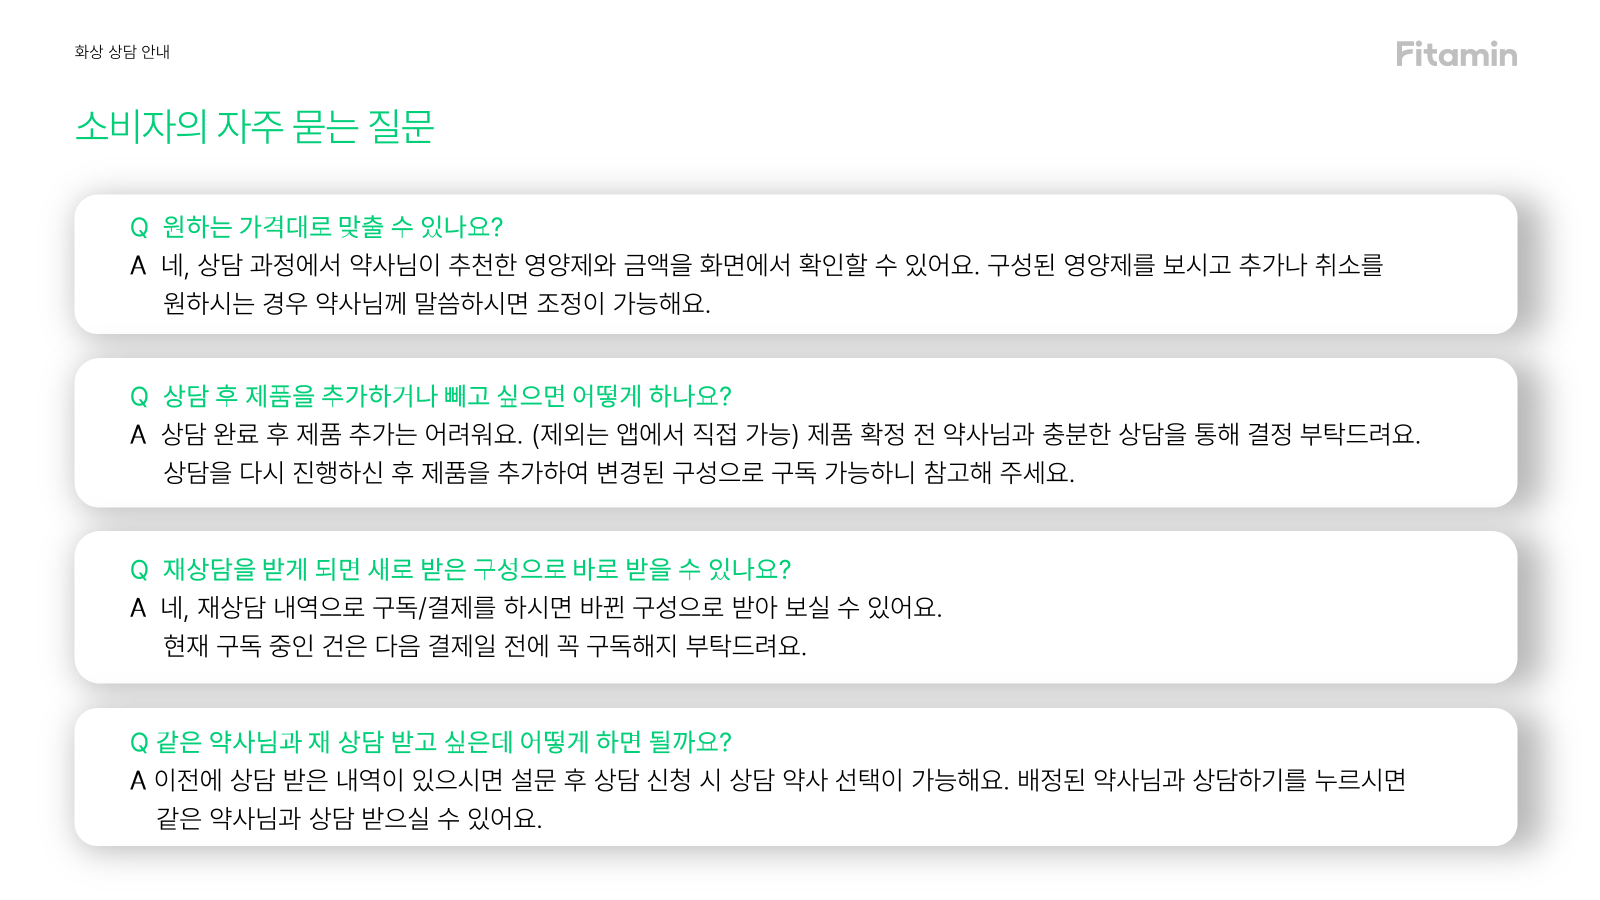 화상 상담 안내
Fitamin
소비자의 자주 묻는 질문
Q 원하는 가격대로 맞출 수 있나요?
A 네, 상담 과정에서 약사님이 추천한 영양제와 금액을 화면에서 확인할 수 있어요. 구성된 영양제를 보시고 추가나 취소를
원하시는 경우 약사님께 말씀하시면 조정이 가능해요.
Q 상담 후 제품을 추가하거나 빼고 싶으면 어떻게 하나요?
A 상담 완료 후 제품 추가는 어려워요. (제외는 앱에서 직접 가능) 제품 확정 전 약사님과 충분한 상담을 통해 결정 부탁드려요.
상담을 다시 진행하신 후 제품을 추가하여 변경된 구성으로 구독 가능하니 참고해 주세요.
Q 재상담을 받게 되면 새로 받은 구성으로 바로 받을 수 있나요?
A 네, 재상담 내역으로 구독/결제를 하시면 바뀐 구성으로 받아 보실 수 있어요.
현재 구독 중인 건은 다음 결제일 전에 꼭 구독해지 부탁드려요.
Q 같은 약사님과 재 상담 받고 싶은데 어떻게 하면 될까요?
A 이전에 상담 받은 내역이 있으시면 설문 후 상담 신청 시 상담 약사 선택이 가능해요. 배정된 약사님과 상담하기를 누르시면
같은 약사님과 상담 받으실 수 있어요.